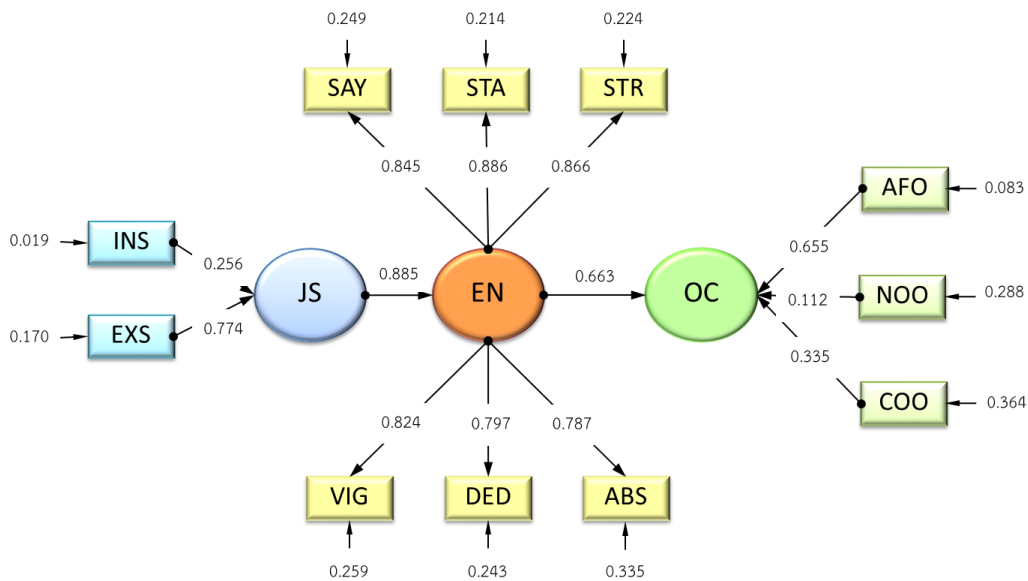 0.249
0.214
0.224
SAY
STA
STR
0.845
0.886
0.866
AFO
0.083
0.019
INS
0.256
0.655
JS
0.885
EN
0.663
OC
0.112
NOO
0.288
0.170
EXS
0.774
0.335
COO
0.364
0.824
0.797
0.787
VIG
DED
ABS
0.259
0.243
0.335